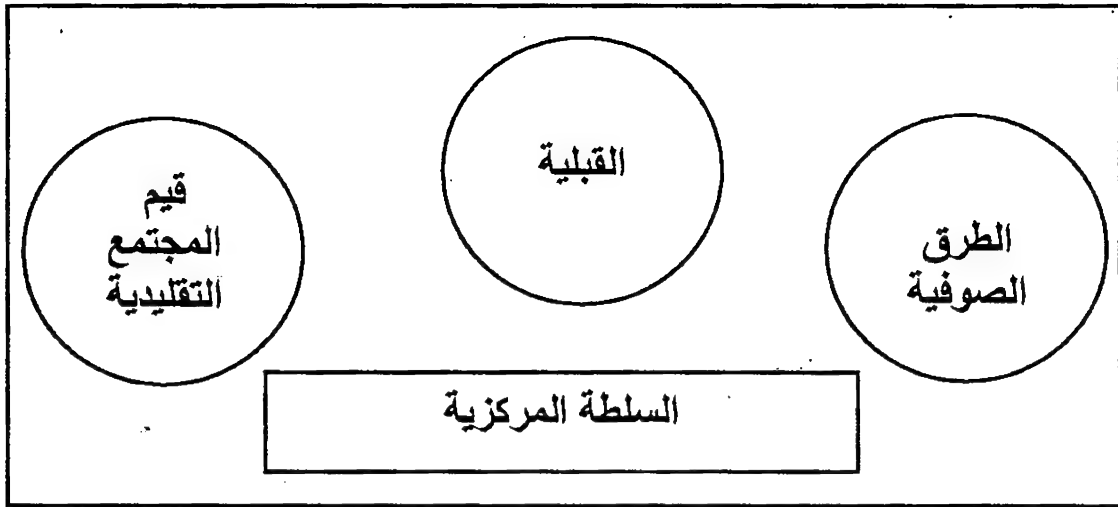 القبلية
الطرق
الصوفية
قيم
المجتمع
التقليدية
السلطة المركزية